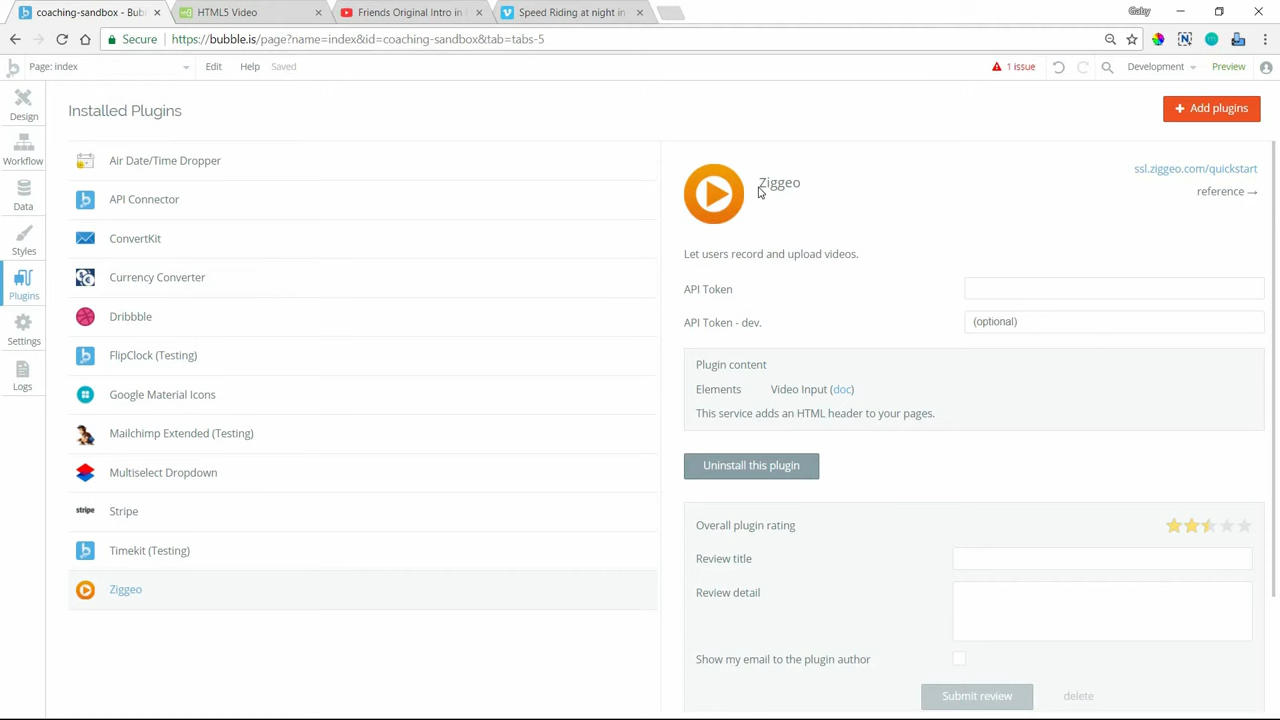 coaching-sandbox - Bub
HTML5 Video
Friends Original Intro in
Speed Riding at night in
Gaby
Secure
https://bubble.is/page?name=index&id=coaching-sandbox&tab=tabs-5
Page: index
Edit
Help
Saved
1 issue
Development
Preview
Design
Workflow
Data
Styles
Plugins
Settings
Logs
Installed Plugins
+ Add plugins
Air Date/Time Dropper
API Connector
ConvertKit
Currency Converter
Dribbble
FlipClock (Testing)
Google Material Icons
Mailchimp Extended (Testing)
Multiselect Dropdown
stripe Stripe
Timekit (Testing)
Ziggeo
Ziggeo
ssl.ziggeo.com/quickstart
reference →
Let users record and upload videos.
API Token
API Token - dev.
(optional)
Plugin content
Elements Video Input (doc)
This service adds an HTML header to your pages.
Uninstall this plugin
Overall plugin rating
Review title
Review detail
Show my email to the plugin author
Submit review
delete